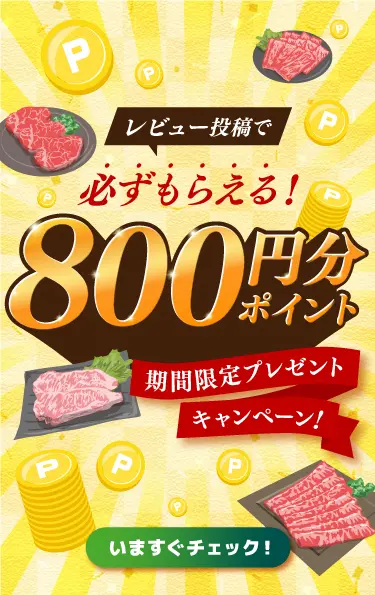 P
P
P
レビュー投稿で
必ずもらえる!
800円分
ポイント
期間限定プレゼント
キャンペーン!
P
P
P
P
いますぐチェック!